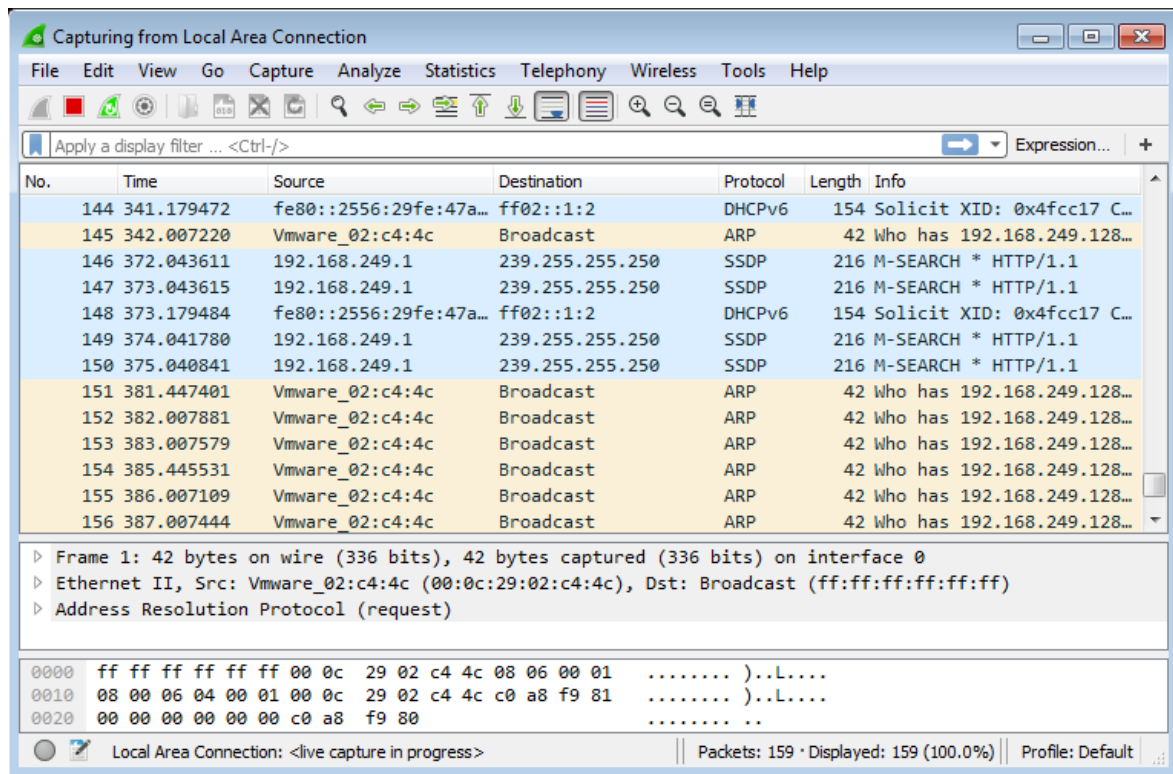 Capturing from Local Area Connection
File Edit View Go Capture Analyze Statistics Telephony Wireless Tools Help
Apply a display filter ... <Ctrl-/> Expression... +
No. Time Source Destination Protocol Length Info
144 341.179472 fe80::2556:29fe:47a… ff02::1:2 DHCPv6 154 Solicit XID: 0x4fcc17 C…
145 342.007220 Vmware_02:c4:4c Broadcast ARP 42 Who has 192.168.249.128…
146 372.043611 192.168.249.1 239.255.255.250 SSDP 216 M-SEARCH * HTTP/1.1
147 373.043615 192.168.249.1 239.255.255.250 SSDP 216 M-SEARCH * HTTP/1.1
148 373.179484 fe80::2556:29fe:47a… ff02::1:2 DHCPv6 154 Solicit XID: 0x4fcc17 C…
149 374.041780 192.168.249.1 239.255.255.250 SSDP 216 M-SEARCH * HTTP/1.1
150 375.040841 192.168.249.1 239.255.255.250 SSDP 216 M-SEARCH * HTTP/1.1
151 381.447401 Vmware_02:c4:4c Broadcast ARP 42 Who has 192.168.249.128…
152 382.007881 Vmware_02:c4:4c Broadcast ARP 42 Who has 192.168.249.128…
153 383.007579 Vmware_02:c4:4c Broadcast ARP 42 Who has 192.168.249.128…
154 385.445531 Vmware_02:c4:4c Broadcast ARP 42 Who has 192.168.249.128…
155 386.007109 Vmware_02:c4:4c Broadcast ARP 42 Who has 192.168.249.128…
156 387.007444 Vmware_02:c4:4c Broadcast ARP 42 Who has 192.168.249.128…
Frame 1: 42 bytes on wire (336 bits), 42 bytes captured (336 bits) on interface 0
Ethernet II, Src: Vmware_02:c4:4c (00:0c:29:02:c4:4c), Dst: Broadcast (ff:ff:ff:ff:ff:ff)
Address Resolution Protocol (request)
0000 ff ff ff ff ff ff 00 0c 29 02 c4 4c 08 06 00 01 ........ )..L....
0010 08 00 06 04 00 01 00 0c 29 02 c4 4c c0 a8 f9 81 ........ )..L....
0020 00 00 00 00 00 00 c0 a8 f9 80 ........ ..
Local Area Connection: <live capture in progress> Packets: 159 · Displayed: 159 (100.0%) Profile: Default